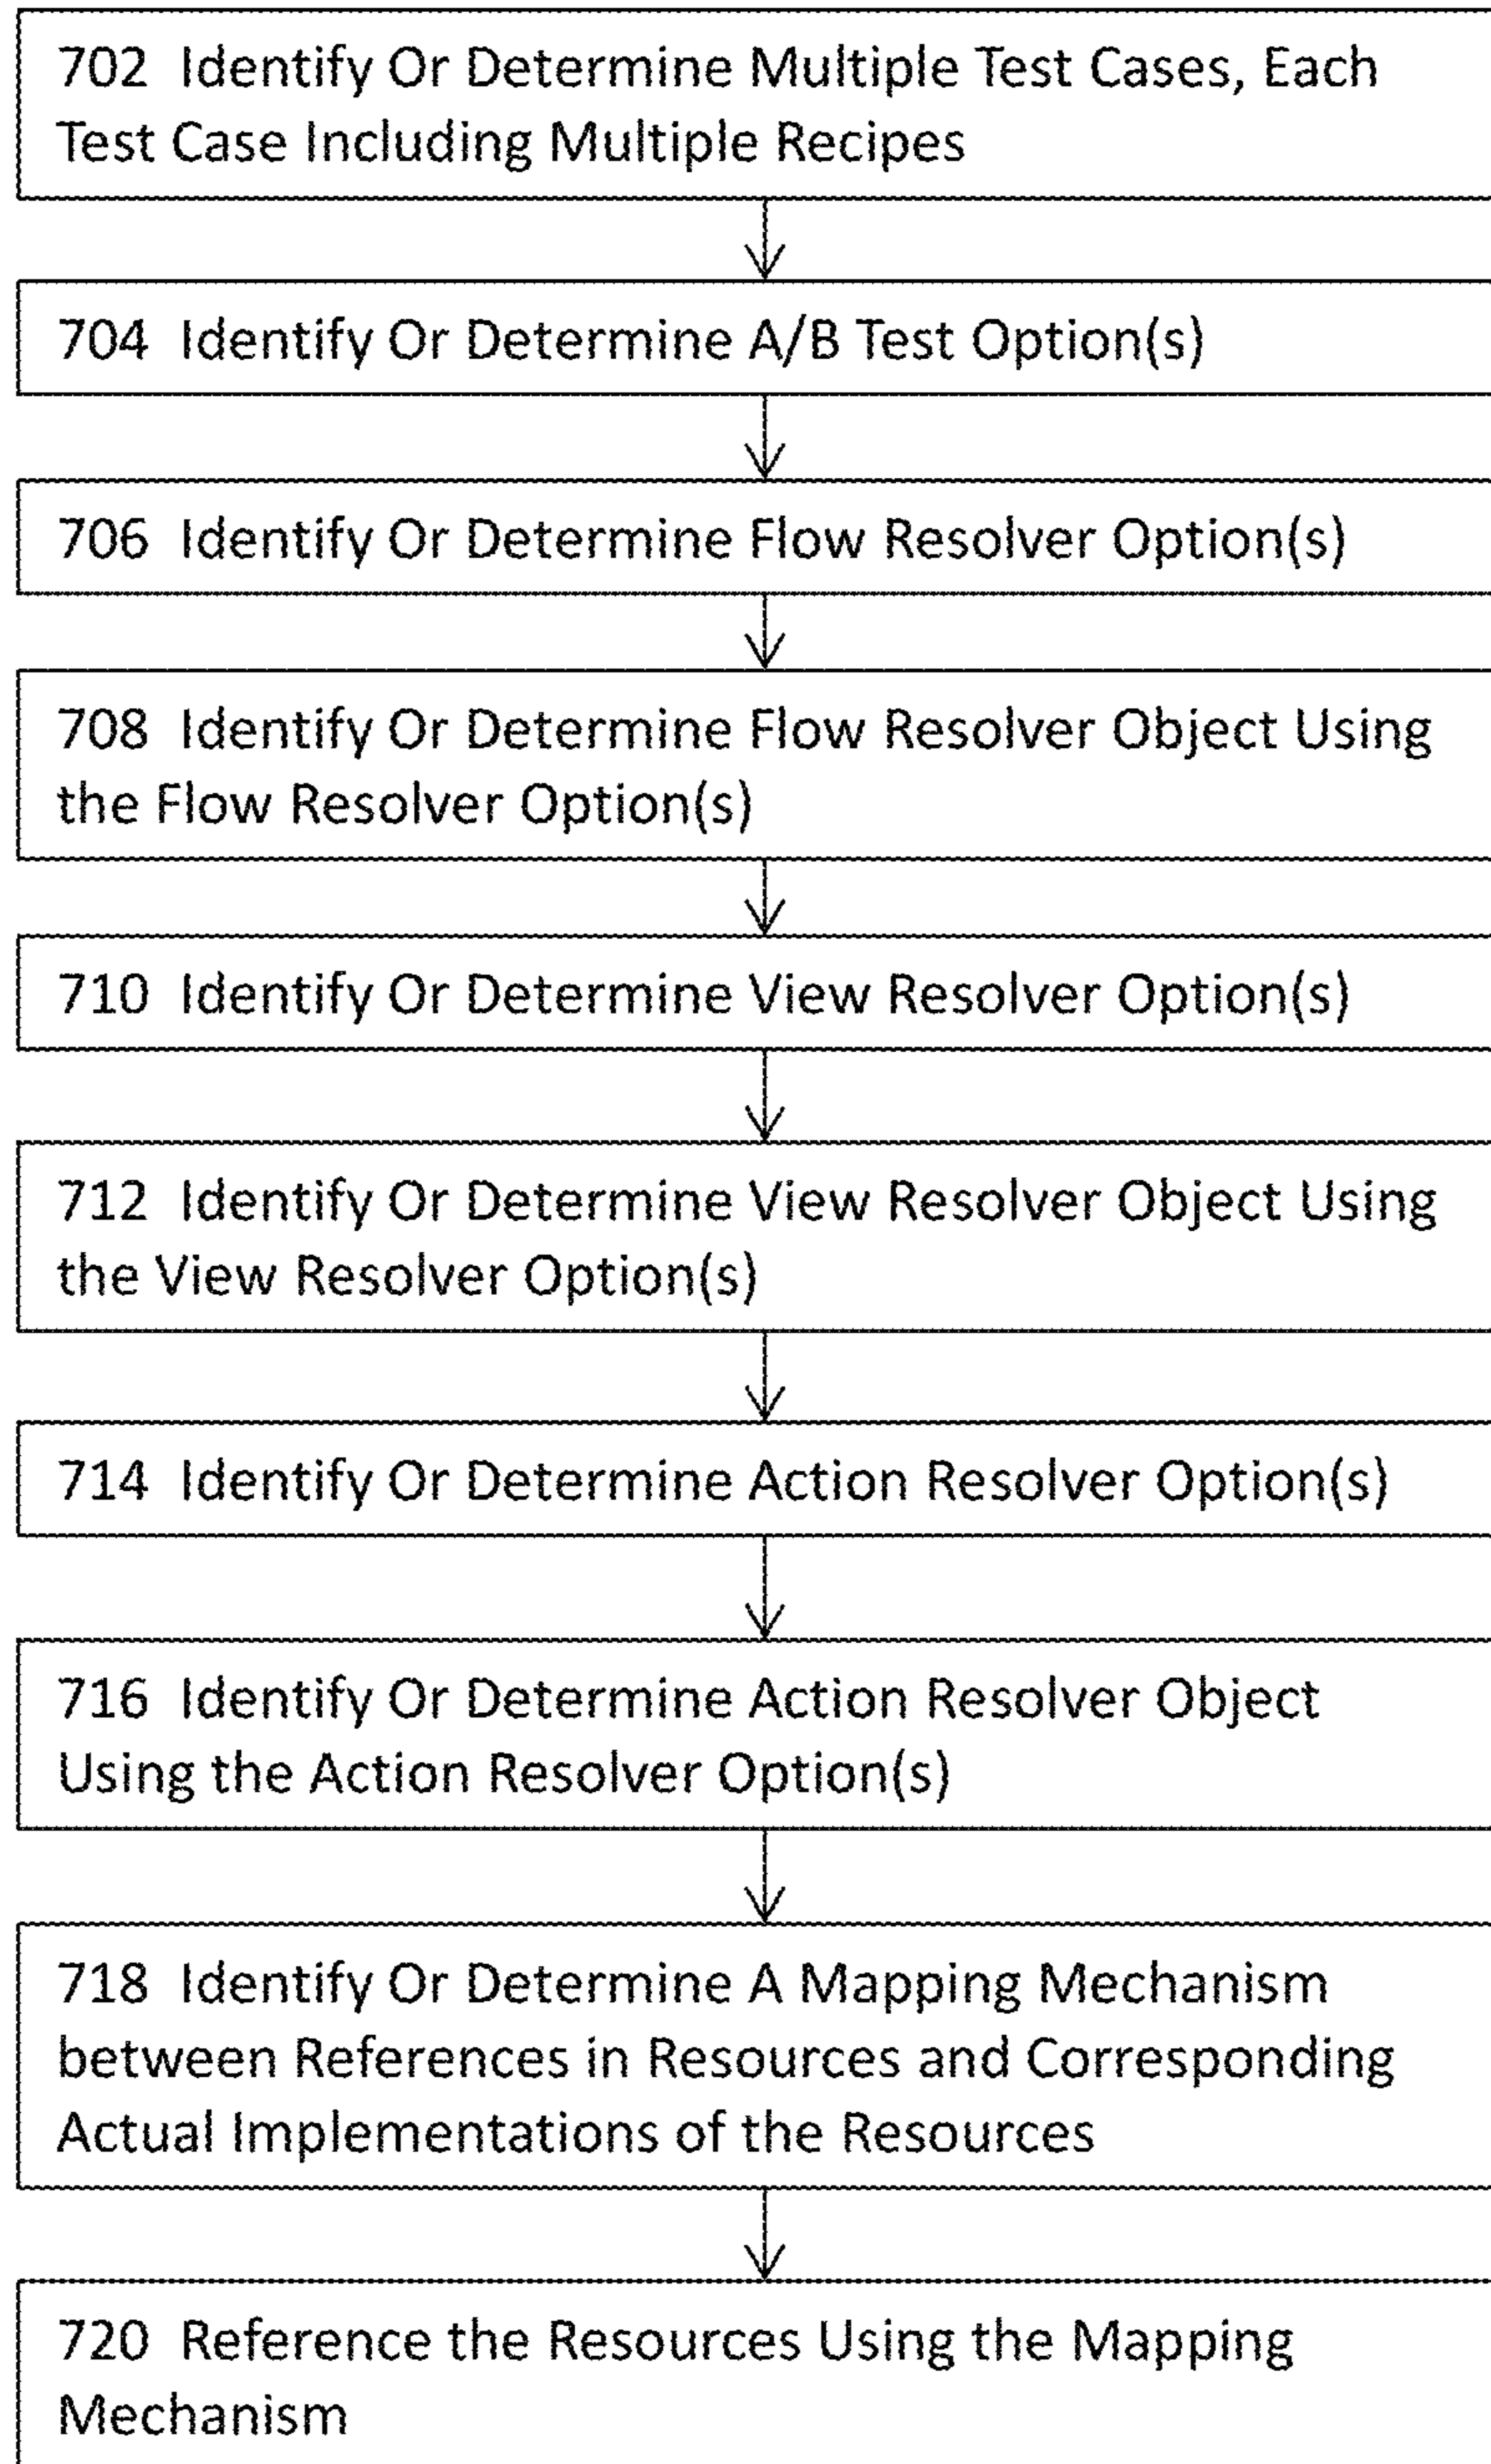 702 Identify Or Determine Multiple Test Cases, Each
Test Case Including Multiple Recipes
704 Identify Or Determine A/B Test Option(s)
706 Identify Or Determine Flow Resolver Option(s)
708 Identify Or Determine Flow Resolver Object Using
the Flow Resolver Option(s)
710 Identify Or Determine View Resolver Option(s)
712 Identify Or Determine View Resolver Object Using
the View Resolver Option(s)
714 Identify Or Determine Action Resolver Option(s)
716 Identify Or Determine Action Resolver Object
Using the Action Resolver Option(s)
718 Identify Or Determine A Mapping Mechanism
between References in Resources and Corresponding
Actual Implementations of the Resources
720 Reference the Resources Using the Mapping
Mechanism